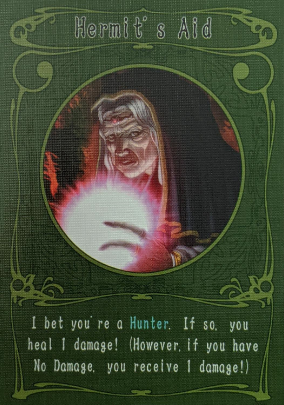 Hermit's Aid
I bet you're a Hunter. If so, you
heal 1 damage! (However, if you have
No Damage, you receive 1 damage!)